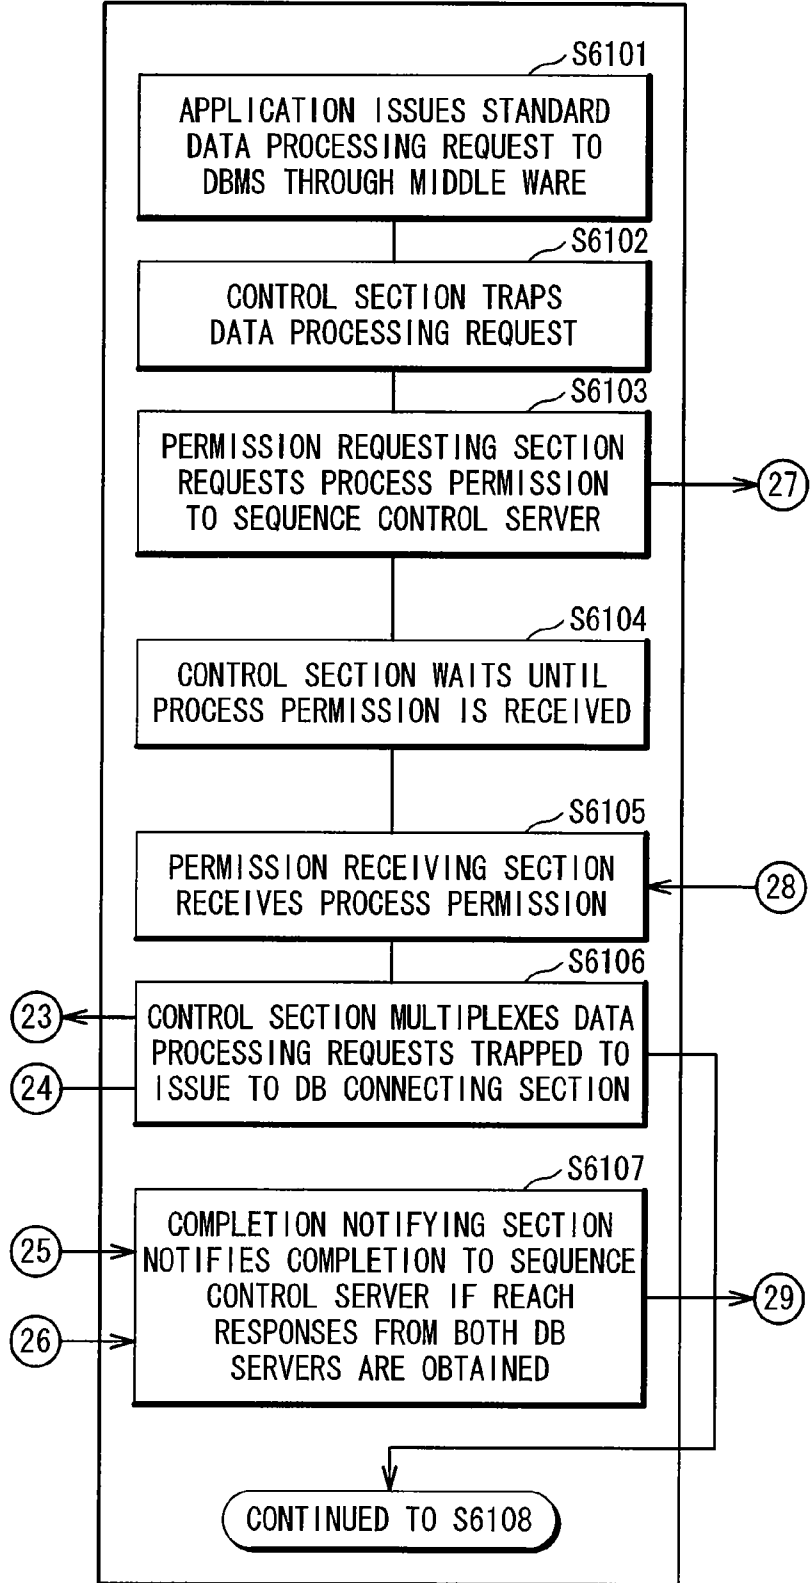 S6101
APPLICATION ISSUES STANDARD
DATA PROCESSING REQUEST TO
DBMS THROUGH MIDDLE WARE
S6102
CONTROL SECTION TRAPS
DATA PROCESSING REQUEST
S6103
PERMISSION REQUESTING SECTION
REQUESTS PROCESS PERMISSION
TO SEQUENCE CONTROL SERVER
27
S6104
CONTROL SECTION WAITS UNTIL
PROCESS PERMISSION IS RECEIVED
S6105
PERMISSION RECEIVING SECTION
RECEIVES PROCESS PERMISSION
28
S6106
23
CONTROL SECTION MULTIPLEXES DATA
PROCESSING REQUESTS TRAPPED TO
ISSUE TO DB CONNECTING SECTION
24
S6107
25
COMPLETION NOTIFYING SECTION
NOTIFIES COMPLETION TO SEQUENCE
CONTROL SERVER IF REACH
RESPONSES FROM BOTH DB
SERVERS ARE OBTAINED
26
29
CONTINUED TO S6108